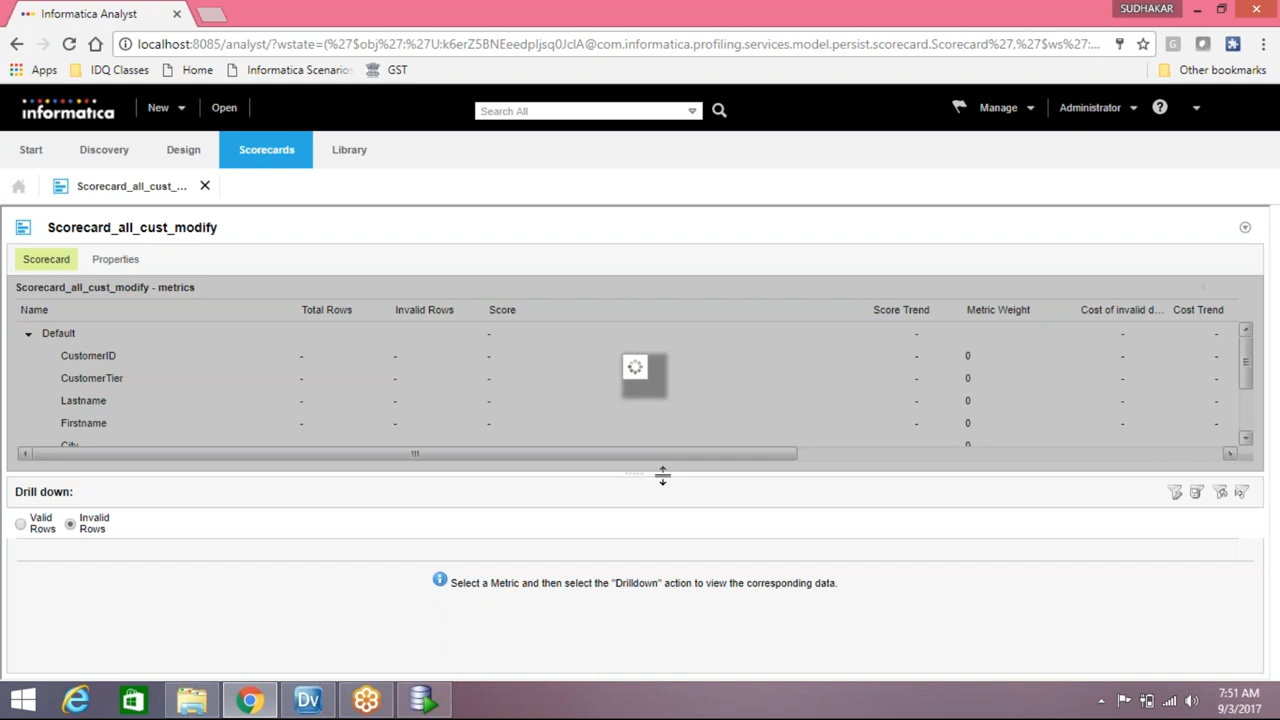 Informatica Analyst
SUDHAKAR
localhost:8085/analyst/?wstate=(%27$obj%27:%27U:k6erZ5BNEeedpIjsq0JclA@com.informatica.profiling.services.model.persist.scorecard.Scorecard%27,%27$ws%27:...
Apps IDQ Classes Home Informatica Scenarios GST Other bookmarks
informatica New Open Search All Manage Administrator ?
Start Discovery Design Scorecards Library
Scorecard_all_cust_...
Scorecard_all_cust_modify
Scorecard Properties
Scorecard_all_cust_modify - metrics
Name Total Rows Invalid Rows Score Score Trend Metric Weight Cost of invalid d... Cost Trend
Default - - - -
CustomerID - - - - 0 - -
CustomerTier - - - - 0 - -
Lastname - - - - 0 - -
Firstname - - - - 0 - -
City 0
Drill down:
Valid Rows Invalid Rows
Select a Metric and then select the "Drilldown" action to view the corresponding data.
Dv
7:51 AM
9/3/2017